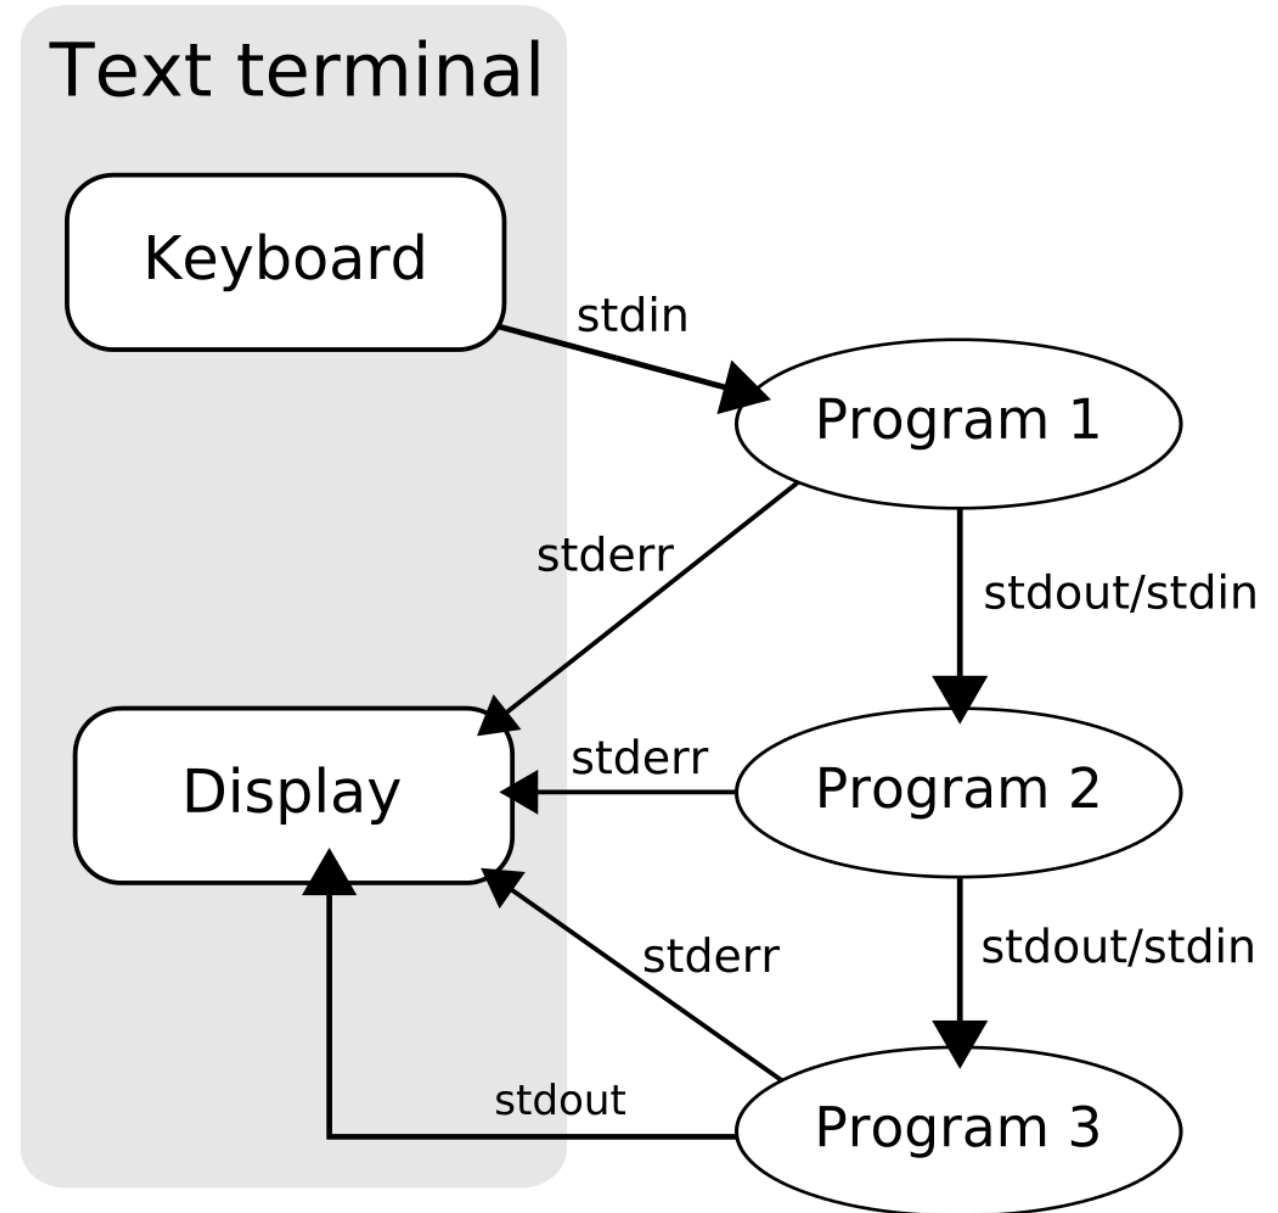 Text terminal
Keyboard
stdin
Program 1
stderr
stdout/stdin
Display
stderr
Program 2
stderr
stdout/stdin
stdout
Program 3